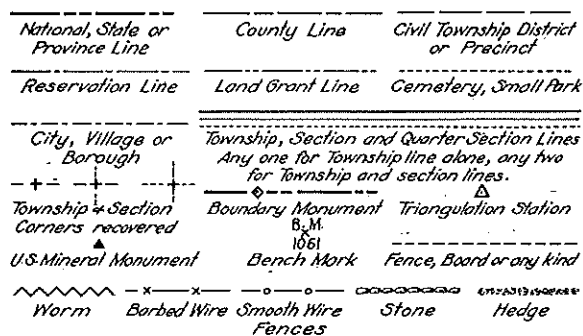 National, State or Province Line
County Line
Civil Township District or Precinct
Reservation Line
Land Grant Line
Cemetery, Small Park
City, Village or Borough
Township, Section and Quarter Section Lines
Any one for Township line alone, any two
for Township and section lines.
Township & Section
Corners recovered
Boundary Monument
Triangulation Station
U.S. Mineral Monument
B.M.
1061
Bench Mark
Fence, Board or any kind
Worm
Barbed Wire
Smooth Wire
Stone
Hedge
Fences